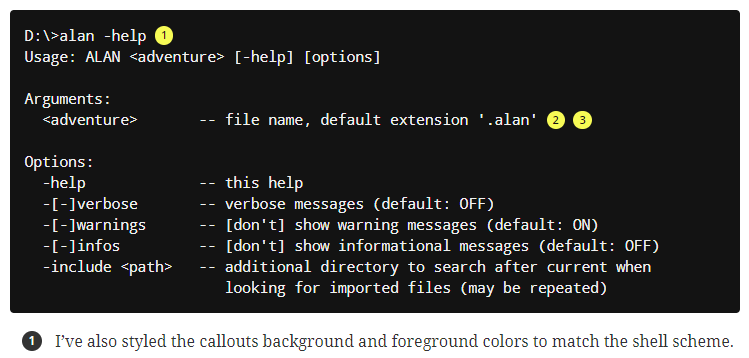 D:\>alan -help 1
Usage: ALAN <adventure> [-help] [options]
Arguments:
<adventure> -- file name, default extension '.alan' 2 3
Options:
-help -- this help
-[-]verbose -- verbose messages (default: OFF)
-[-]warnings -- [don't] show warning messages (default: ON)
-[-]infos -- [don't] show informational messages (default: OFF)
-include <path> -- additional directory to search after current when
looking for imported files (may be repeated)
1 I’ve also styled the callouts background and foreground colors to match the shell scheme.